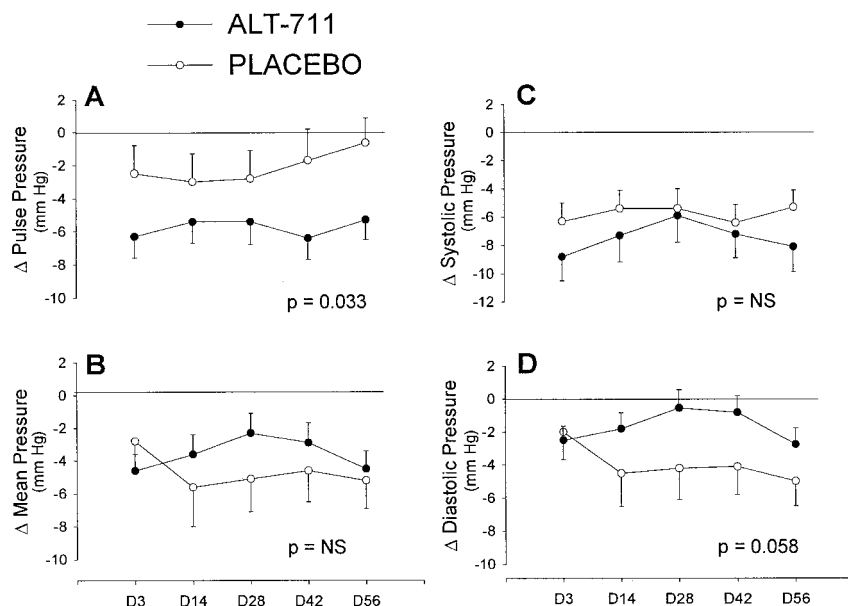 ALT-711
PLACEBO
A
Δ Pulse Pressure
(mm Hg)
2
0
-2
-4
-6
-8
-10
p = 0.033
C
Δ Systolic Pressure
(mm Hg)
2
0
-2
-4
-6
-8
-10
-12
p = NS
B
Δ Mean Pressure
(mm Hg)
2
0
-2
-4
-6
-8
-10
p = NS
D3 D14 D28 D42 D56
D
Δ Diastolic Pressure
(mm Hg)
2
0
-2
-4
-6
-8
-10
p = 0.058
D3 D14 D28 D42 D56